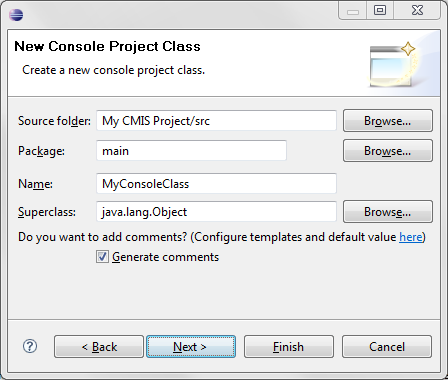 New Console Project Class
Create a new console project class.
Source folder: My CMIS Project/src Browse...
Package: main Browse...
Name: MyConsoleClass
Superclass: java.lang.Object Browse...
Do you want to add comments? (Configure templates and default value here)
Generate comments
? < Back Next > Finish Cancel